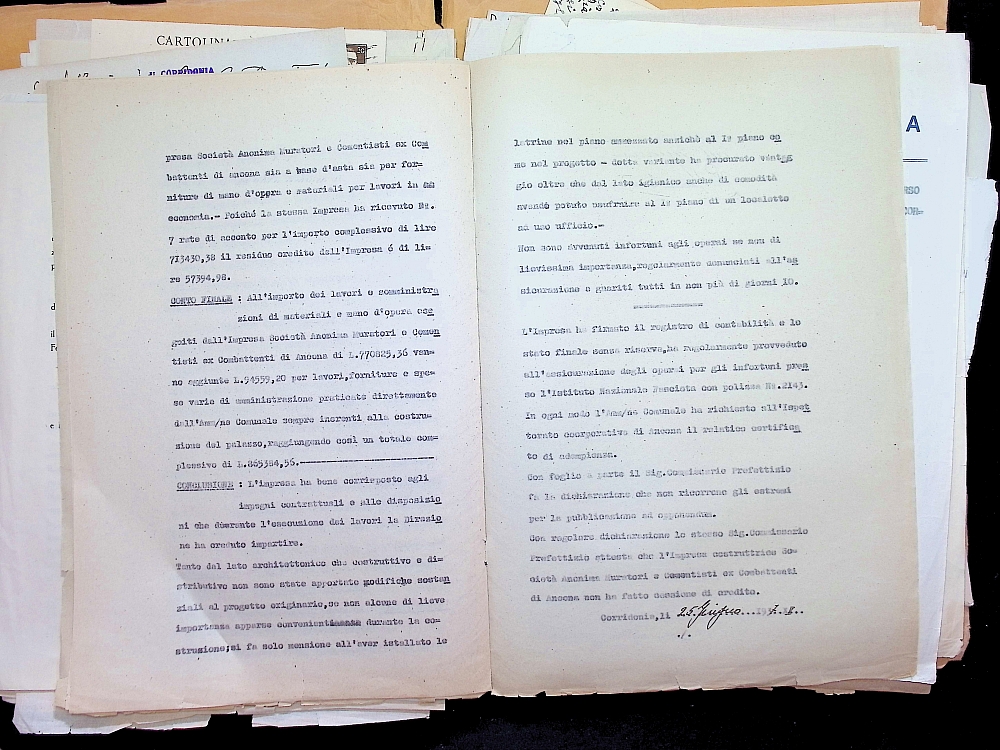 CARTOLINA
di CORRIDONIA
presa Società Anonima Muratori e Cementisti ex Com
battenti di ancona sia a base d'asta sia per for=
niture di mano d'opera e materiali per lavori in
economia.- Poiché la stessa Impresa ha ricevuto Nº.
7 rate di acconto per l'importo complessivo di lire
713430,38 il residuo credito dall'Impresa é di li=
re 57394,98.
CONTO FINALE : All'importo dei lavori e somministra
zioni di materiali e mano d'opera ese
guiti dall'Impresa Società Anonima Muratori e Cemen
tisti ex Combattenti di Ancona di L.770825,36 van=
no aggiunte L.94559,20 per lavori,forniture e spe=
se varie di amministrazione praticate direttamente
dall'Amm/ne Comunale sempre inerenti alla costru=
zione del palazzo,raggiungendo così un totale com=
plessivo di L.865384,56.
CONCLUSIONE : L'impresa ha bene corrisposto agli
impegni contrattuali e alle disposizio
ni che durante l'esecuzione dei lavori la Direzio
ne ha creduto impartire.
Tanto dal lato architettonico che costruttivo e di=
stributivo non sono state apportate modifiche sostan
ziali al progetto originario,se non alcune di lieve
importanza apparse convenienti durante la co=
struzione;si fa solo menzione all'aver istallato le
latrine nel piano ammezzato anziché al Iº piano co
me nel progetto - detta variante ha procurato vantag
gio oltre che dal lato igienico anche di comodità
avendo potuto usufruire al Iº piano di un localetto
ad uso ufficio.-
Non sono avvenuti infortuni agli operai se non di
lievissima importanza,regolarmente denunciati all'as
sicurazione e guariti tutti in non più di giorni 10.
L'Impresa ha firmato il registro di contabilità e lo
stato finale senza riserva,ha regolarmente provveduto
all'assicurazione degli operai per gli infortuni pres
so l'Istituto Nazionale Fascista con polizza Nº.2143.
In ogni modo l'Amm/ne Comunale ha richiesto all'Ispet
torato coorporativo di Ancona il relatico certifica
to di adempienza.
Con foglio a parte il Sig.Commissario Prefettizio
fa la dichiarazione che non ricorrono gli estremi
per la pubblicazione ad opponendum.
Con regolare dichiarazione lo stesso Sig.Commissario
Prefettizio attesta che l'Impresa costruttrice So=
cietà Anonima Muratori e Cementisti ex Combattenti
di Ancona non ha fatto cessione di credito.
Corridonia,li 25 Giugno
A